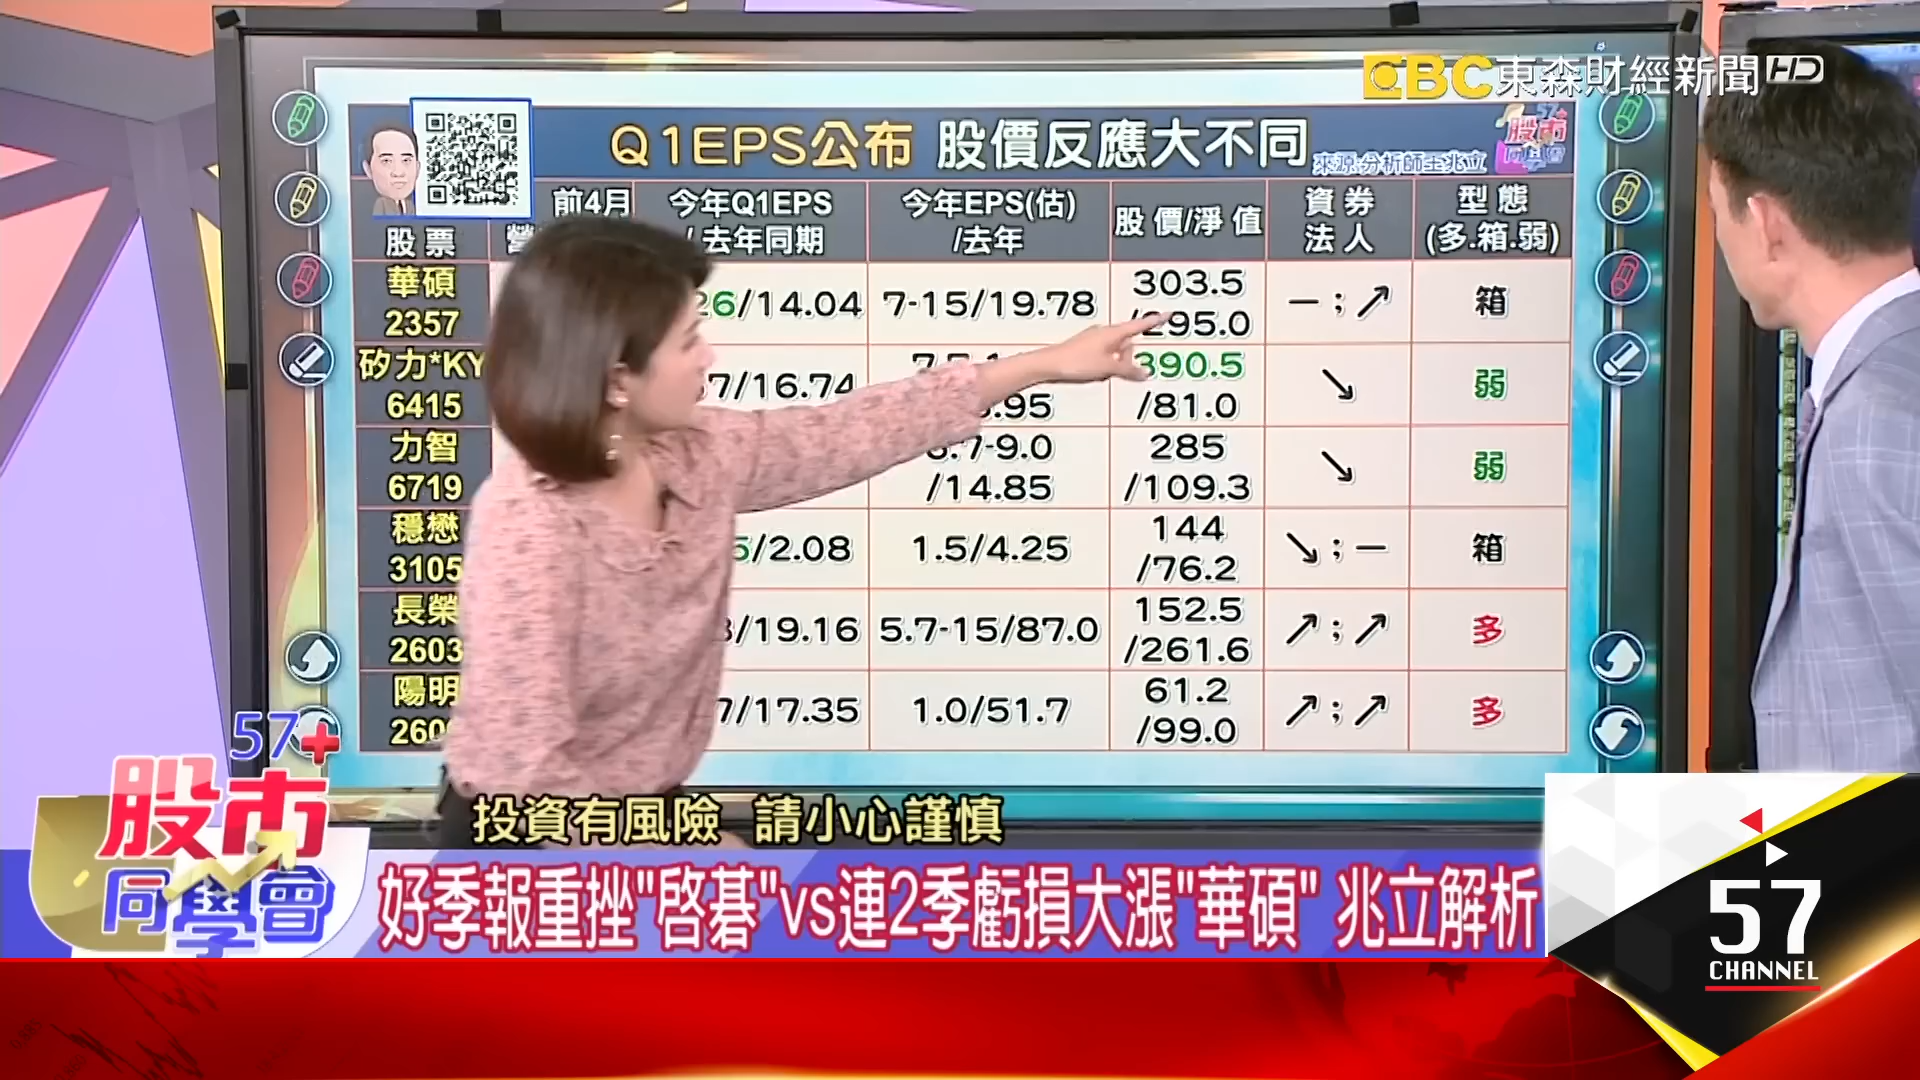 EBC 東森財經新聞 HD
Q1EPS公布 股價反應大不同
來源:分析師王兆立
57+
股市
同學會
股票
前4月
今年Q1EPS
/去年同期
今年EPS(估)
/去年
股價/淨值
資券
法人
型態
(多.箱.弱)
華碩
2357
26/14.04
7-15/19.78
303.5
/295.0
箱
矽力*KY
6415
7/16.74
.95
390.5
/81.0
弱
力智
6719
.7-9.0
/14.85
285
/109.3
弱
穩懋
3105
5/2.08
1.5/4.25
144
/76.2
箱
長榮
2603
/19.16
5.7-15/87.0
152.5
/261.6
多
陽明
260
7/17.35
1.0/51.7
61.2
/99.0
多
57+
股市
同學會
投資有風險 請小心謹慎
好季報重挫"啓碁"vs連2季虧損大漲"華碩" 兆立解析
57
CHANNEL